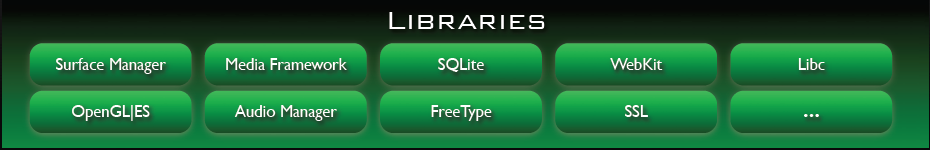 LIBRARIES
Surface Manager Media Framework SQLite WebKit Libc
OpenGL|ES Audio Manager FreeType SSL ...